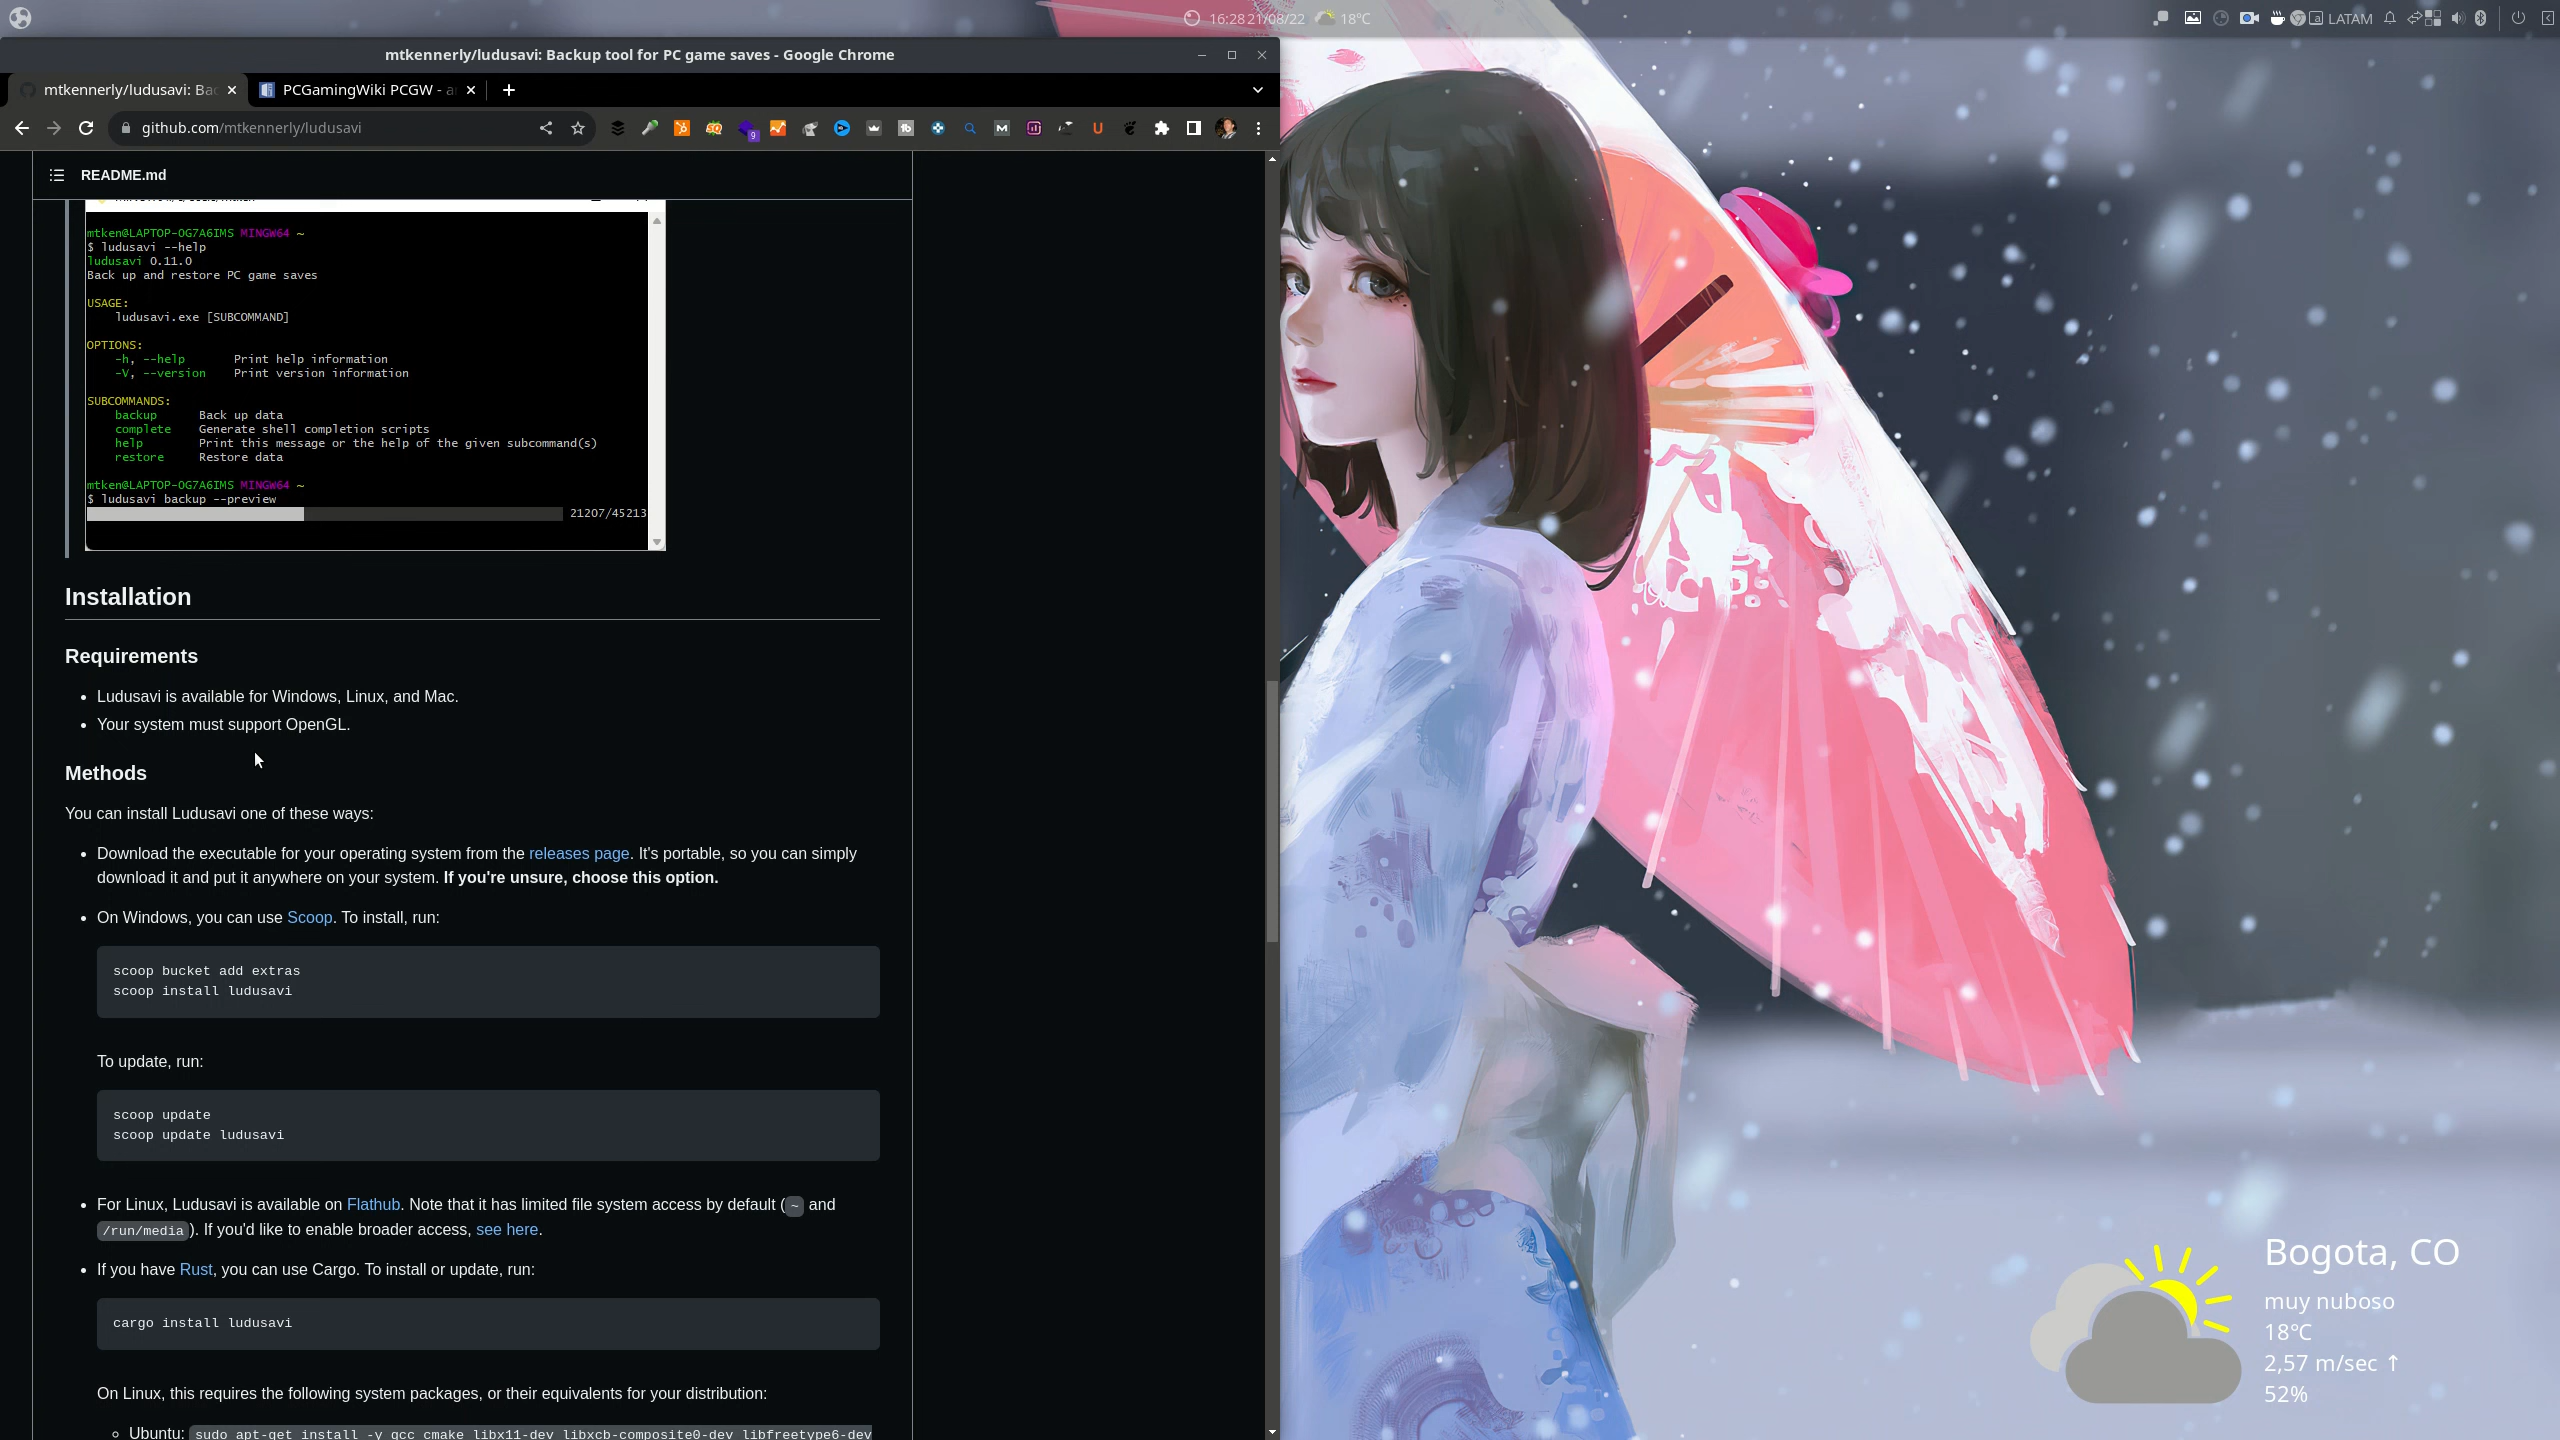 16:28 21/08/22 18°C
LATAM
mtkennerly/ludusavi: Backup tool for PC game saves - Google Chrome
mtkennerly/ludusavi: Bac
PCGamingWiki PCGW - a
github.com/mtkennerly/ludusavi
README.md
mtken@LAPTOP-OG7A6IMS MINGW64 ~
$ ludusavi --help
ludusavi 0.11.0
Back up and restore PC game saves
USAGE:
ludusavi.exe [SUBCOMMAND]
OPTIONS:
-h, --help Print help information
-V, --version Print version information
SUBCOMMANDS:
backup Back up data
complete Generate shell completion scripts
help Print this message or the help of the given subcommand(s)
restore Restore data
mtken@LAPTOP-OG7A6IMS MINGW64 ~
$ ludusavi backup --preview
21207/45213
Installation
Requirements
• Ludusavi is available for Windows, Linux, and Mac.
• Your system must support OpenGL.
Methods
You can install Ludusavi one of these ways:
• Download the executable for your operating system from the releases page. It's portable, so you can simply
download it and put it anywhere on your system. If you're unsure, choose this option.
• On Windows, you can use Scoop. To install, run:
scoop bucket add extras
scoop install ludusavi
To update, run:
scoop update
scoop update ludusavi
• For Linux, Ludusavi is available on Flathub. Note that it has limited file system access by default (~ and
/run/media). If you'd like to enable broader access, see here.
• If you have Rust, you can use Cargo. To install or update, run:
cargo install ludusavi
On Linux, this requires the following system packages, or their equivalents for your distribution:
Ubuntu: sudo apt-get install -y gcc cmake libx11-dev libxcb-composite0-dev libfreetype6-dev
Bogota, CO
muy nuboso
18°C
2,57 m/sec ↑
52%